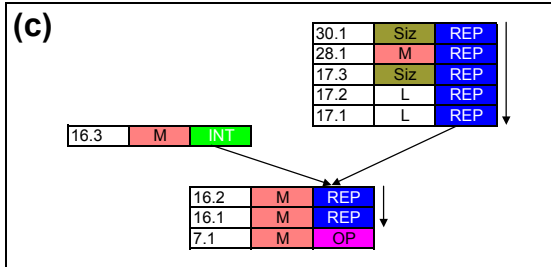 (c)
30.1 Siz REP
28.1 M REP
17.3 Siz REP
17.2 L REP
17.1 L REP
16.3 M INT
16.2 M REP
16.1 M REP
7.1 M OP